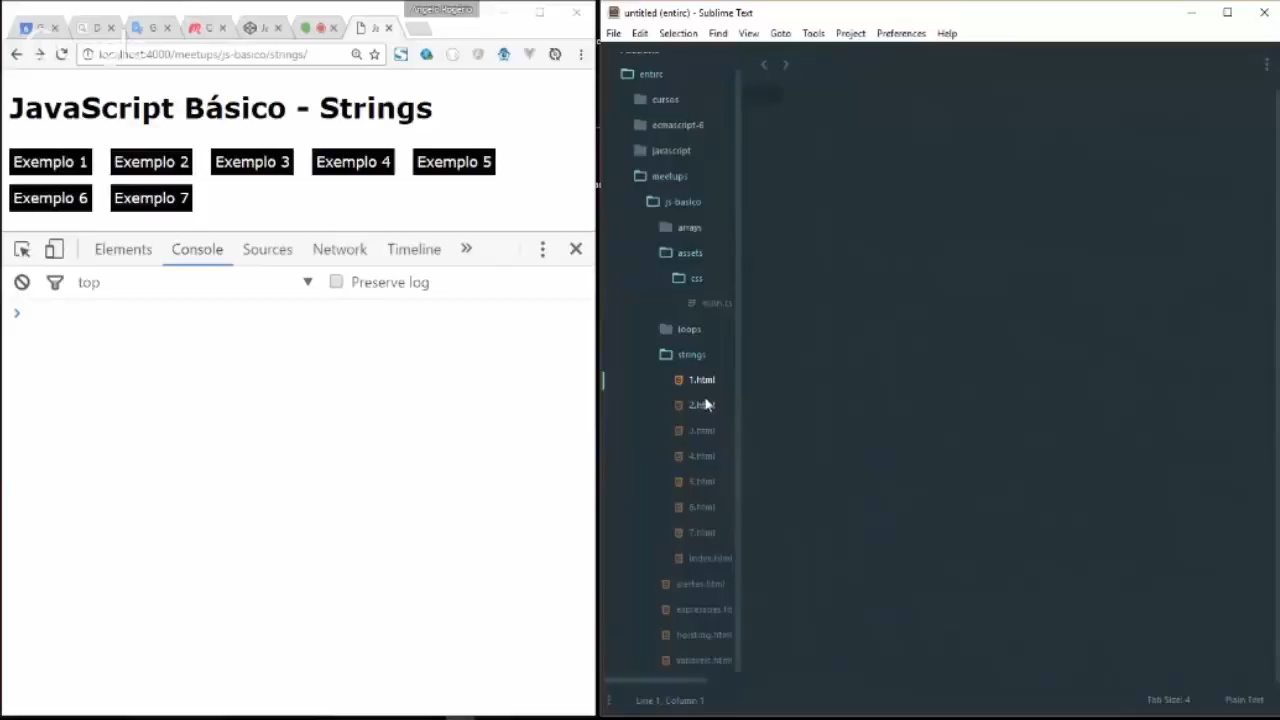 Angelo Rogério
localhost:4000/meetups/js-basico/strings/
JavaScript Básico - Strings
Exemplo 1
Exemplo 2
Exemplo 3
Exemplo 4
Exemplo 5
Exemplo 6
Exemplo 7
Elements
Console
Sources
Network
Timeline
top
Preserve log
untitled (entirc) - Sublime Text
File Edit Selection Find View Goto Tools Project Preferences Help
entirc
cursos
ecmascript-6
javascript
meetups
js-basico
arrays
assets
css
loops
strings
1.html
3.html
4.html
5.html
6.html
7.html
index.html
hoisting.html
Line 1, Column 1
Tab Size: 4
Plain Text